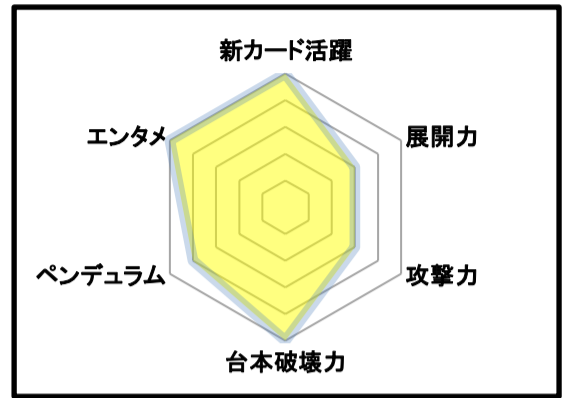 新カード活躍
エンタメ
展開力
ペンデュラム
攻撃力
台本破壊力